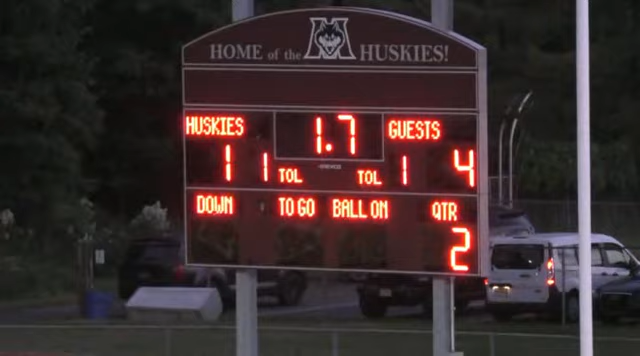 HOME of the M HUSKIES!
HUSKIES 1.7 GUESTS
1 1 TOL TOL 1 4
DOWN TO GO BALL ON QTR
2